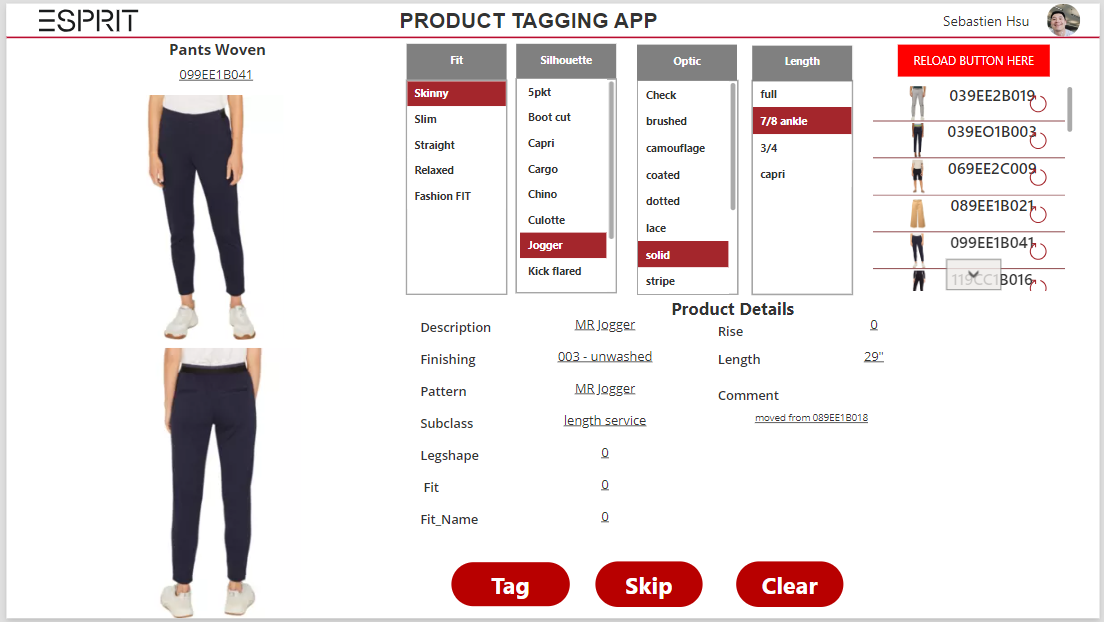 ESPRIT
PRODUCT TAGGING APP
Sebastien Hsu
Pants Woven
099EE1B041
Fit
Skinny
Slim
Straight
Relaxed
Fashion FIT
Silhouette
5pkt
Boot cut
Capri
Cargo
Chino
Culotte
Jogger
Kick flared
Optic
Check
brushed
camouflage
coated
dotted
lace
solid
stripe
Length
full
7/8 ankle
3/4
capri
RELOAD BUTTON HERE
039EE2B019
039EO1B003
069EE2C009
089EE1B021
099EE1B041
119CC1B016
Product Details
Description MR Jogger
Finishing 003 - unwashed
Pattern MR Jogger
Subclass length service
Legshape 0
Fit 0
Fit_Name 0
Rise 0
Length 29"
Comment
moved from 089EE1B018
Tag Skip Clear